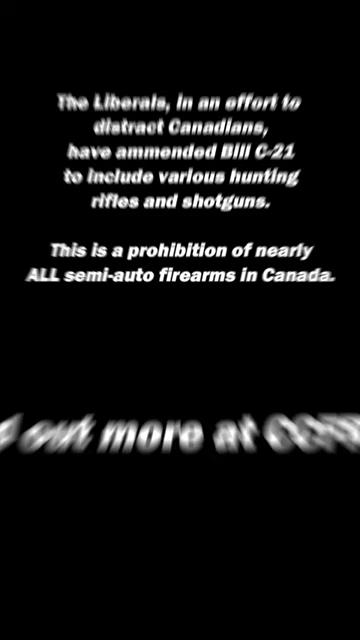 The Liberals, in an effort to
distract Canadians,
have ammended Bill C-21
to include various hunting
rifles and shotguns.
This is a prohibition of nearly
ALL semi-auto firearms in Canada.
out more at